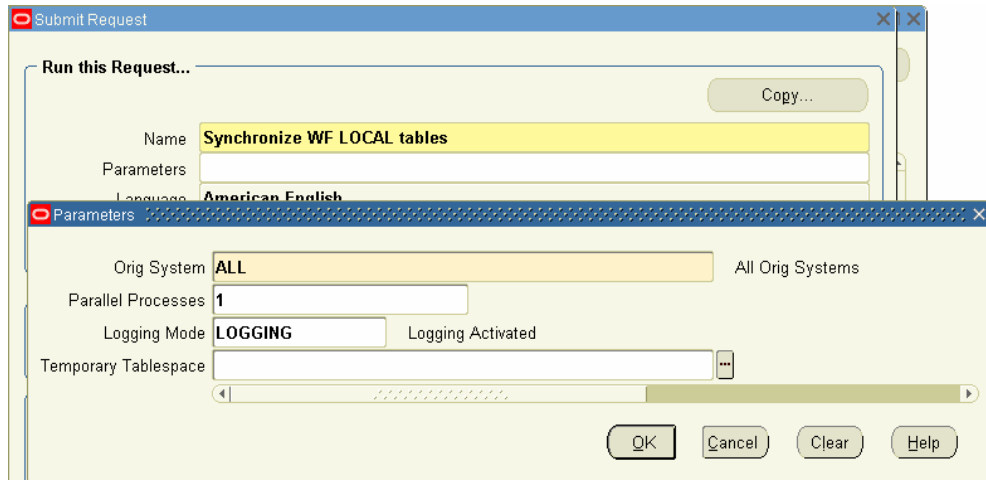 Submit Request
Run this Request...
Copy...
Name Synchronize WF LOCAL tables
Parameters
Language American English
Parameters
Orig System ALL All Orig Systems
Parallel Processes 1
Logging Mode LOGGING Logging Activated
Temporary Tablespace
OK Cancel Clear Help